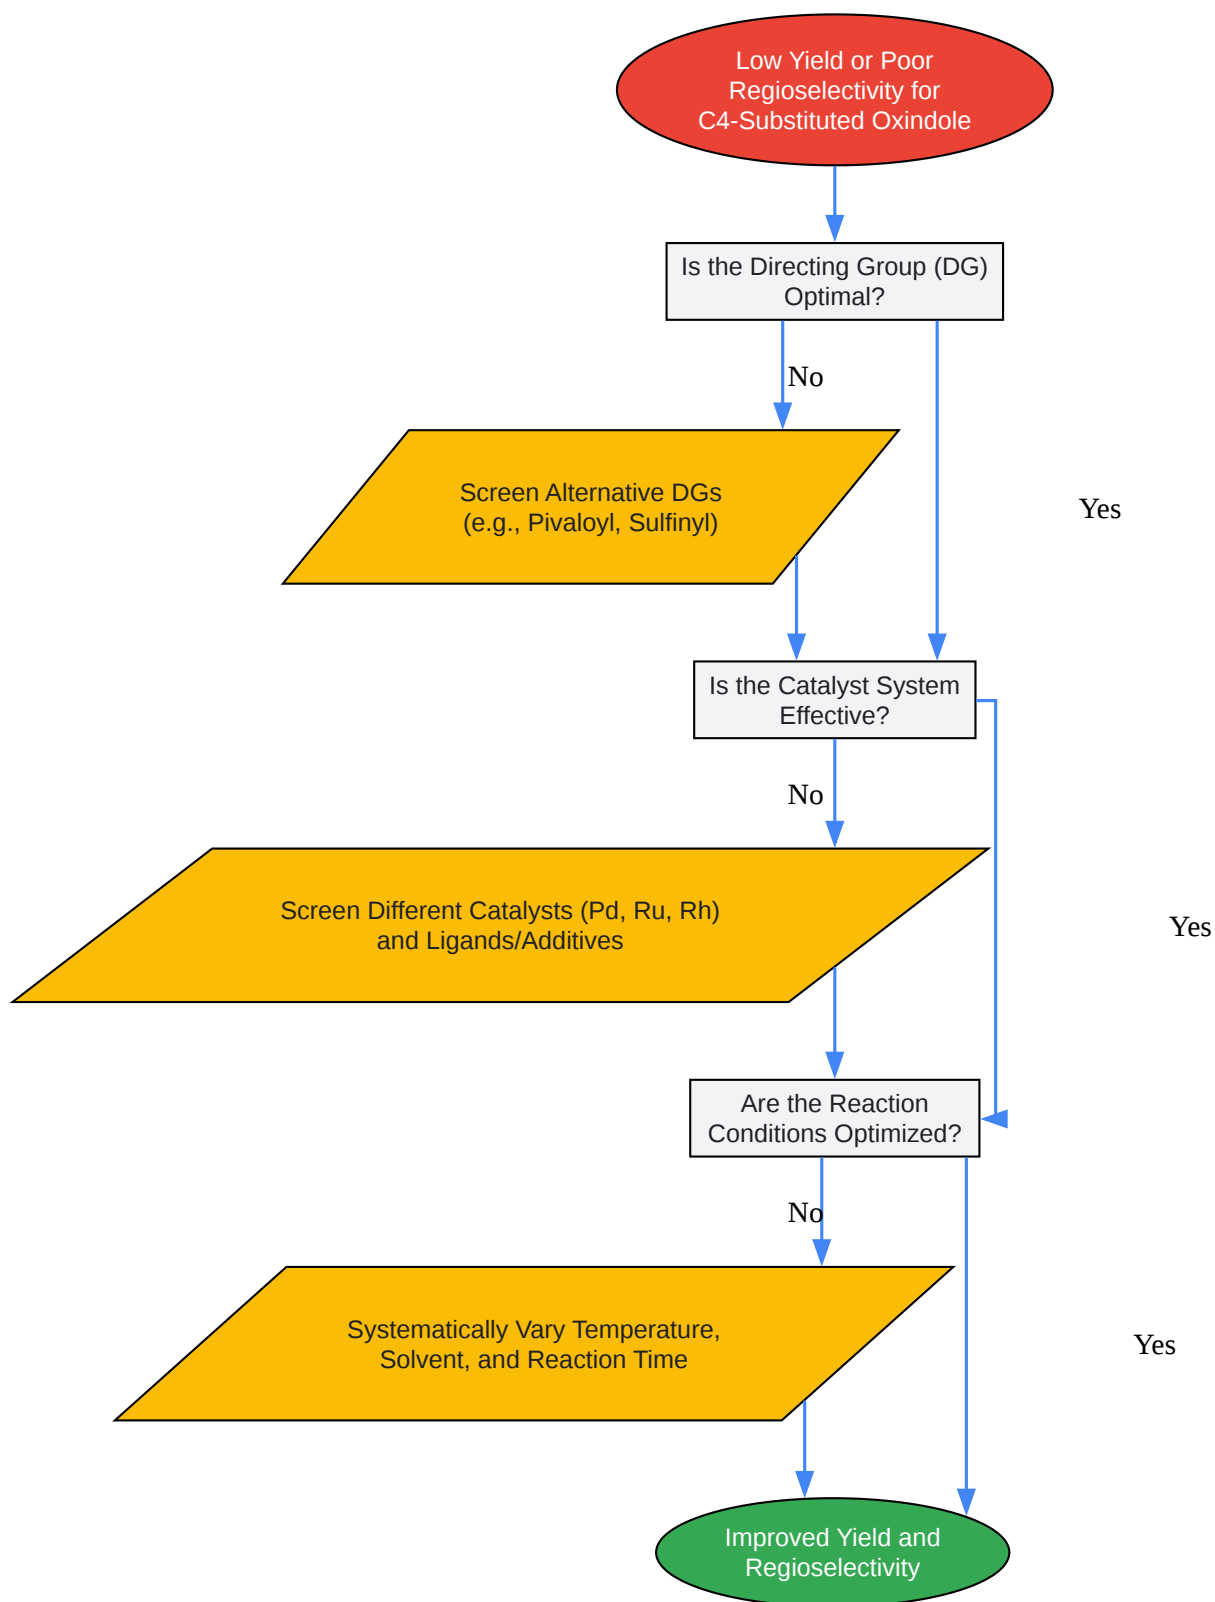 Low Yield or Poor
Regioselectivity for
C4-Substituted Oxindole
Is the Directing Group (DG)
Optimal?
No
Screen Alternative DGs
(e.g., Pivaloyl, Sulfinyl)
Yes
Is the Catalyst System
Effective?
No
Screen Different Catalysts (Pd, Ru, Rh)
and Ligands/Additives
Yes
Are the Reaction
Conditions Optimized?
No
Systematically Vary Temperature,
Solvent, and Reaction Time
Yes
Improved Yield and
Regioselectivity